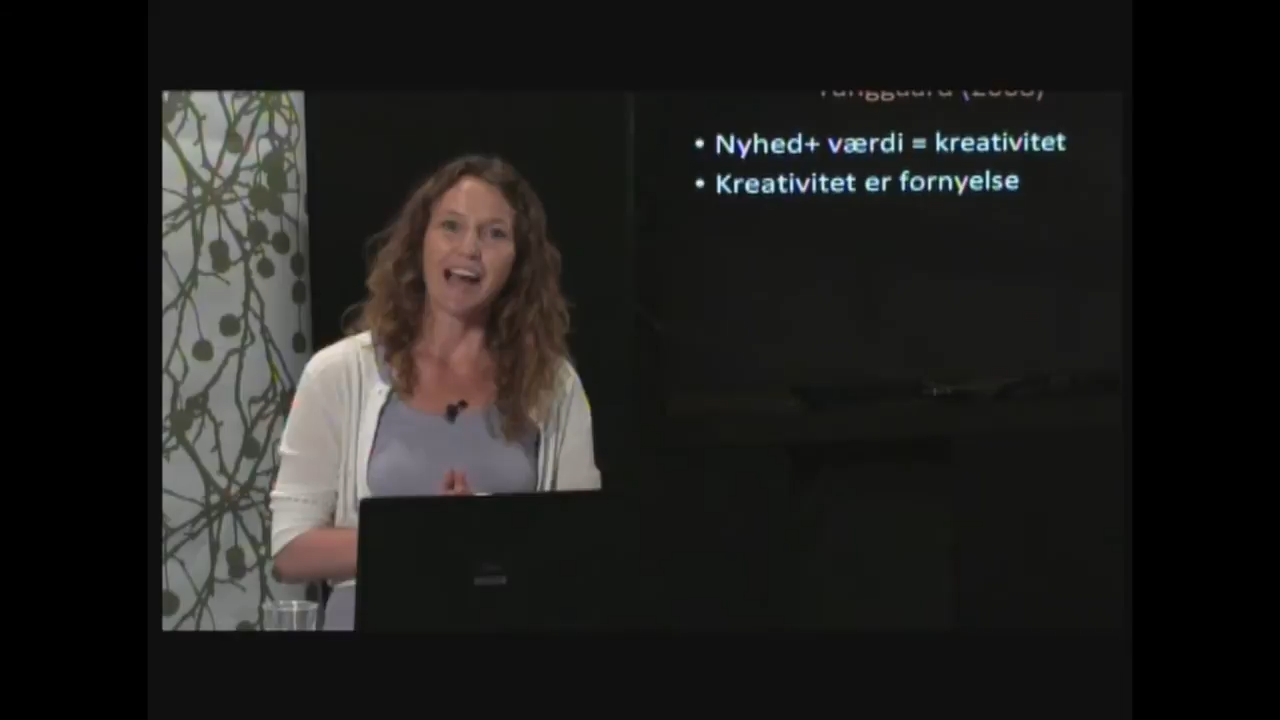 • Nyhed+ værdi = kreativitet
• Kreativitet er fornyelse